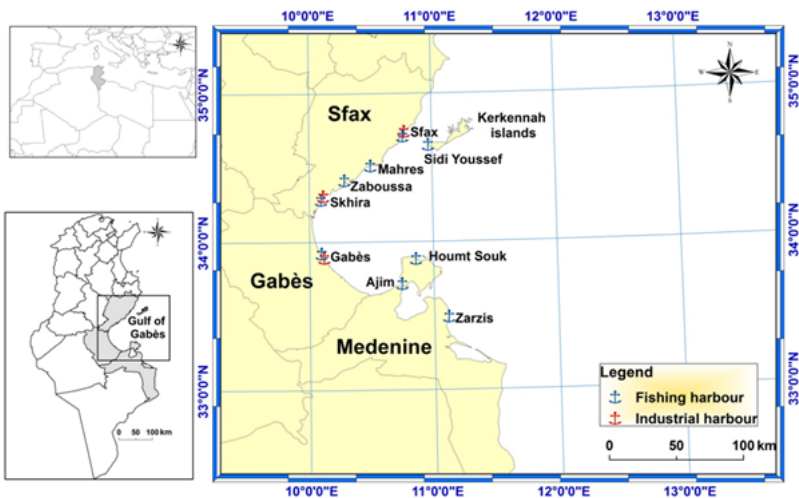 10°0'0"E 11°0'0"E 12°0'0"E 13°0'0"E
N
W E
S
35°0'0"N
35°0'0"N
Sfax
Sfax
Kerkennah
islands
Sidi Youssef
Mahres
Zaboussa
Skhira
34°0'0"N
34°0'0"N
Gabès
Houmt Souk
Gabès
Ajim
Zarzis
Medenine
33°0'0"N
33°0'0"N
Legend
Fishing harbour
Industrial harbour
0 50 100 km
10°0'0"E 11°0'0"E 12°0'0"E 13°0'0"E
Gulf of
Gabès
0 50 100 km